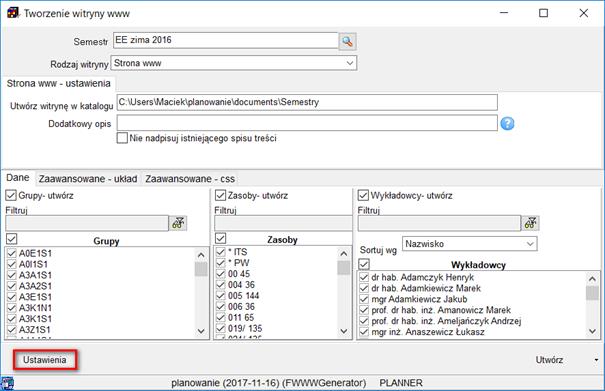 Tworzenie witryny www
Semestr EE zima 2016
Rodzaj witryny Strona www
Strona www - ustawienia
Utwórz witrynę w katalogu C:\Users\Maciek\planowanie\documents\Semestry
Dodatkowy opis
Nie nadpisuj istniejącego spisu treści
Dane Zaawansowane - układ Zaawansowane - css
Grupy- utwórz
Filtruj
Grupy
A0E1S1
A0I1S1
A3A1S1
A3A2S1
A3E1S1
A3K1N1
A3K1S1
A3Z1S1
Zasoby- utwórz
Filtruj
Zasoby
* ITS
* PW
00 45
004 36
005 144
006 36
011 65
019/ 135
Wykładowcy- utwórz
Filtruj
Sortuj wg Nazwisko
Wykładowcy
dr hab. Adamczyk Henryk
dr hab. Adamkiewicz Marek
mgr Adamkiewicz Jakub
prof. dr hab. inż. Amanowicz Marek
prof. dr hab. inż. Ameljańczyk Andrzej
mgr inż. Anaszewicz Łukasz
Ustawienia Utwórz
planowanie (2017-11-16) (FWWWGenerator) PLANNER